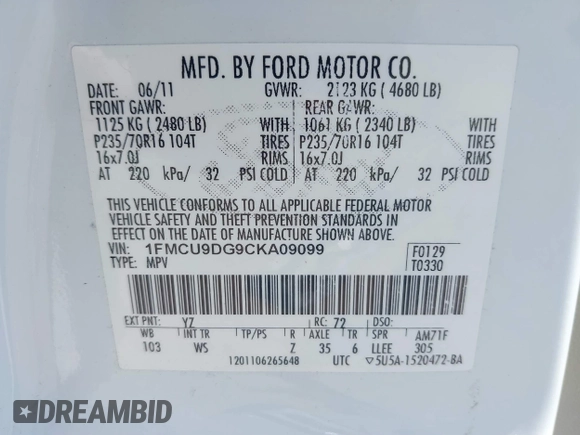 MFD. BY FORD MOTOR CO.
DATE: 06/11 GVWR: 2123 KG ( 4680 LB)
FRONT GAWR: REAR GAWR:
1125 KG ( 2480 LB) WITH 1061 KG ( 2340 LB) WITH
P235/70R16 104T TIRES P235/70R16 104T TIRES
16x7.0J RIMS 16x7.0J RIMS
AT 220 kPa/ 32 PSI COLD AT 220 kPa/ 32 PSI COLD
THIS VEHICLE CONFORMS TO ALL APPLICABLE FEDERAL MOTOR
VEHICLE SAFETY AND THEFT PREVENTION STANDARDS IN
EFFECT ON THE DATE OF MANUFACTURE SHOWN ABOVE.
VIN: 1FMCU9DG9CKA09099 F0129
TYPE: MPV T0330
EXT PNT: YZ RC: 72 DSO:
WB INT TR TP/PS R AXLE TR SPR AM71F
103 WS Z 35 6 LLEE 305
1201106265648 UTC ▽5U5A-1520472-BA
DREAMBID